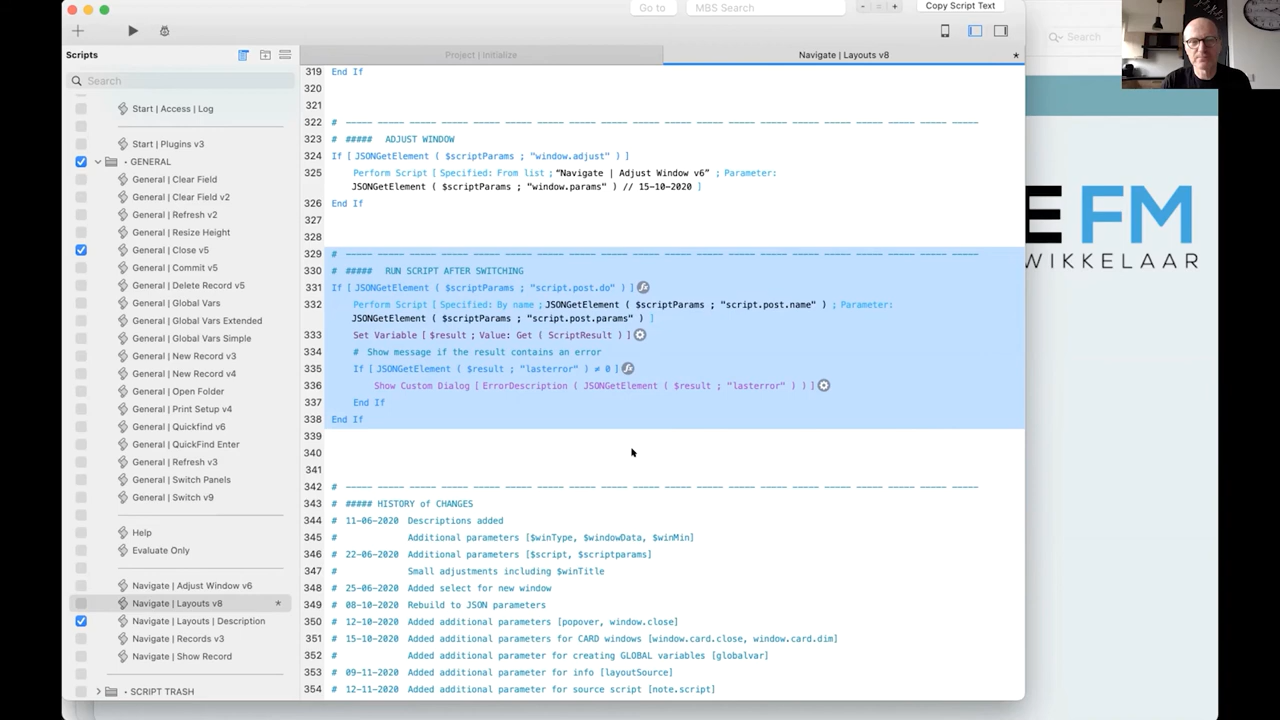 Go to
MBS Search
- = +
Copy Script Text
Scripts
Project | Initialize
Navigate | Layouts v8
*
Search
Start | Access | Log
Start | Plugins v3
- GENERAL
General | Clear Field
General | Clear Field v2
General | Refresh v2
General | Resize Height
General | Close v5
General | Commit v5
General | Delete Record v5
General | Global Vars
General | Global Vars Extended
General | Global Vars Simple
General | New Record v3
General | New Record v4
General | Open Folder
General | Print Setup v4
General | Quickfind v6
General | QuickFind Enter
General | Refresh v3
General | Switch Panels
General | Switch v9
Help
Evaluate Only
Navigate | Adjust Window v6
Navigate | Layouts v8 *
Navigate | Layouts | Description
Navigate | Records v3
Navigate | Show Record
- SCRIPT TRASH
319 End If
320
321
322 # ----- ----- ----- ----- ----- ----- ----- ----- ----- ----- ----- ----- ----- ----- ----- ----- ----- ----- ----- -----
323 # ##### ADJUST WINDOW
324 If [ JSONGetElement ( $scriptParams ; "window.adjust" ) ]
325 Perform Script [ Specified: From list ; “Navigate | Adjust Window v6” ; Parameter:
JSONGetElement ( $scriptParams ; "window.params" ) // 15-10-2020 ]
326 End If
327
328
329 # ----- ----- ----- ----- ----- ----- ----- ----- ----- ----- ----- ----- ----- ----- ----- ----- ----- ----- ----- -----
330 # ##### RUN SCRIPT AFTER SWITCHING
331 If [ JSONGetElement ( $scriptParams ; "script.post.do" ) ]
332 Perform Script [ Specified: By name ; JSONGetElement ( $scriptParams ; "script.post.name" ) ; Parameter:
JSONGetElement ( $scriptParams ; "script.post.params" ) ]
333 Set Variable [ $result ; Value: Get ( ScriptResult ) ]
334 # Show message if the result contains an error
335 If [ JSONGetElement ( $result ; "lasterror" ) ≠ 0 ]
336 Show Custom Dialog [ ErrorDescription ( JSONGetElement ( $result ; "lasterror" ) ) ]
337 End If
338 End If
339
340
341
342 # ----- ----- ----- ----- ----- ----- ----- ----- ----- ----- ----- ----- ----- ----- ----- ----- ----- ----- ----- -----
343 # ##### HISTORY of CHANGES
344 # 11-06-2020 Descriptions added
345 # Additional parameters [$winType, $windowData, $winMin]
346 # 22-06-2020 Additional parameters [$script, $scriptparams]
347 # Small adjustments including $winTitle
348 # 25-06-2020 Added select for new window
349 # 08-10-2020 Rebuild to JSON parameters
350 # 12-10-2020 Added additional parameters [popover, window.close]
351 # 15-10-2020 Added additional parameters for CARD windows [window.card.close, window.card.dim]
352 # Added additional parameter for creating GLOBAL variables [globalvar]
353 # 09-11-2020 Added additional parameter for info [layoutSource]
354 # 12-11-2020 Added additional parameter for source script [note.script]
Search
E FM
WIKKELAAR